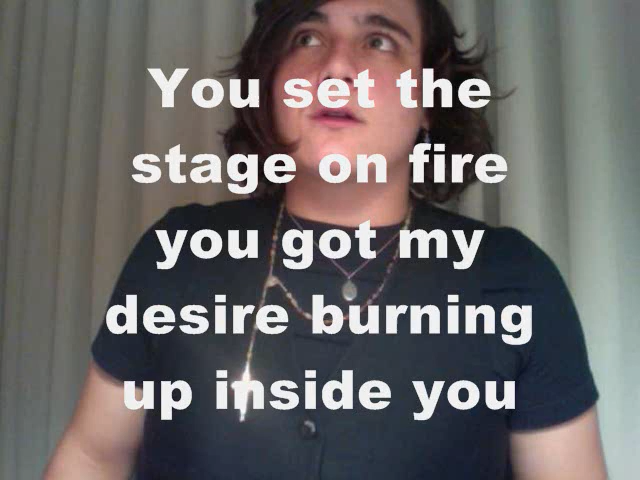 You set the
stage on fire
you got my
desire burning
up inside you